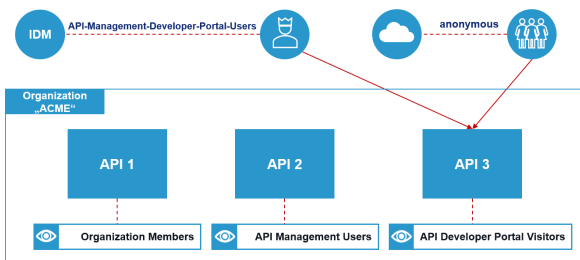 IDM
API-Management-Developer-Portal-Users
anonymous
Organization
„ACME“
API 1
API 2
API 3
Organization Members
API Management Users
API Developer Portal Visitors